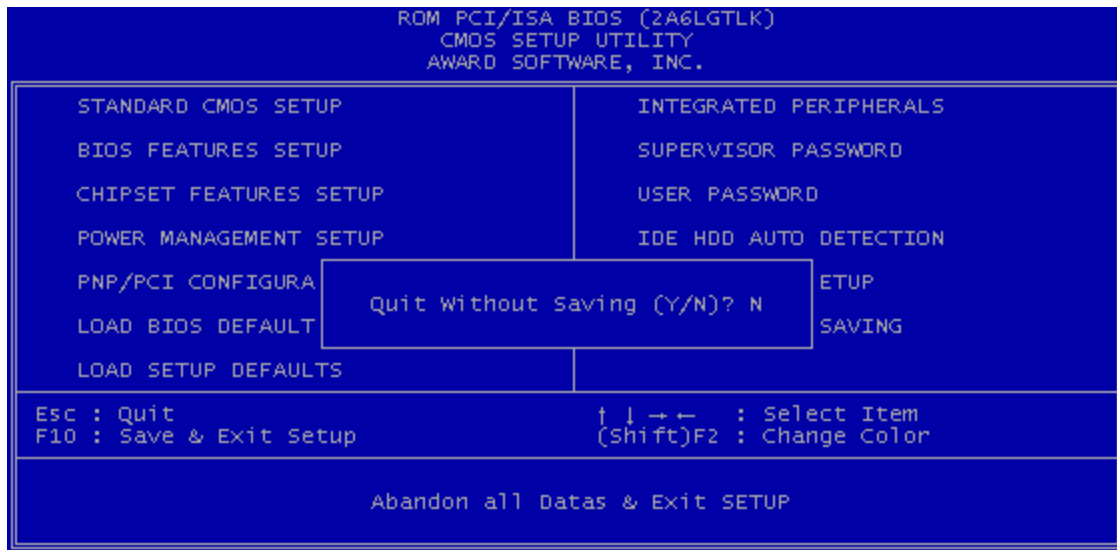 ROM PCI/ISA BIOS (2A6LGTLK)
CMOS SETUP UTILITY
AWARD SOFTWARE, INC.
STANDARD CMOS SETUP
BIOS FEATURES SETUP
CHIPSET FEATURES SETUP
POWER MANAGEMENT SETUP
PNP/PCI CONFIGURA
LOAD BIOS DEFAULT
LOAD SETUP DEFAULTS
INTEGRATED PERIPHERALS
SUPERVISOR PASSWORD
USER PASSWORD
IDE HDD AUTO DETECTION
ETUP
SAVING
Quit Without Saving (Y/N)? N
Esc : Quit
F10 : Save & Exit Setup
↑ ↓ → ← : Select Item
(Shift)F2 : Change Color
Abandon all Datas & Exit SETUP